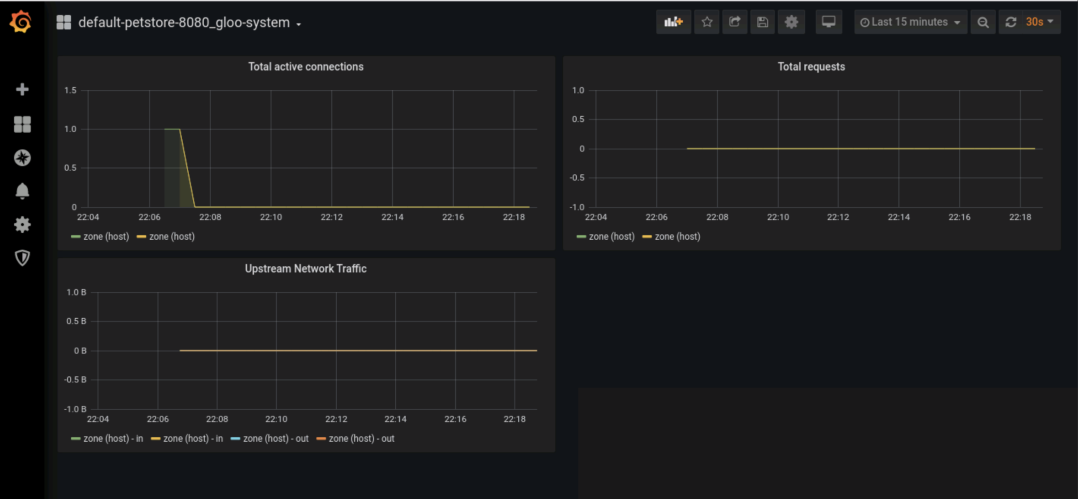 default-petstore-8080_gloo-system
Last 15 minutes
30s
Total active connections
1.5
1.0
0.5
0
22:04 22:06 22:08 22:10 22:12 22:14 22:16 22:18
zone (host) zone (host)
Total requests
1.0
0.5
0
-0.5
-1.0
22:04 22:06 22:08 22:10 22:12 22:14 22:16 22:18
zone (host) zone (host)
Upstream Network Traffic
1.0 B
0.5 B
0 B
-0.5 B
-1.0 B
22:04 22:06 22:08 22:10 22:12 22:14 22:16 22:18
zone (host) - in zone (host) - in zone (host) - out zone (host) - out